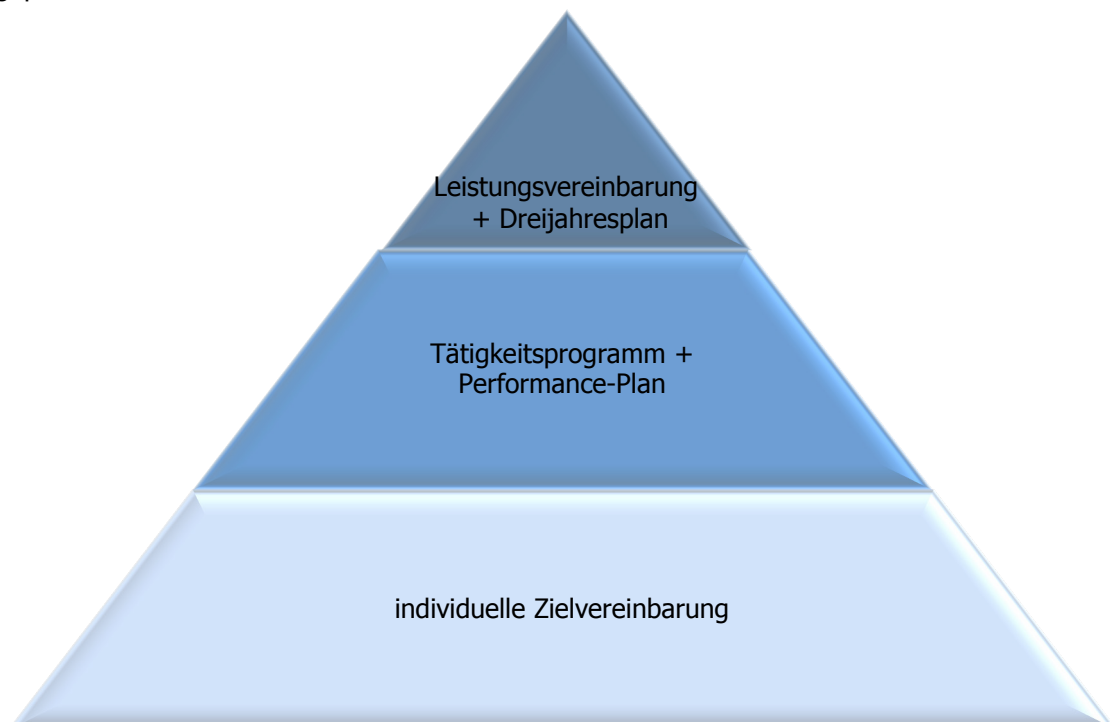 Leistungsvereinbarung
+ Dreijahresplan
Tätigkeitsprogramm +
Performance-Plan
individuelle Zielvereinbarung